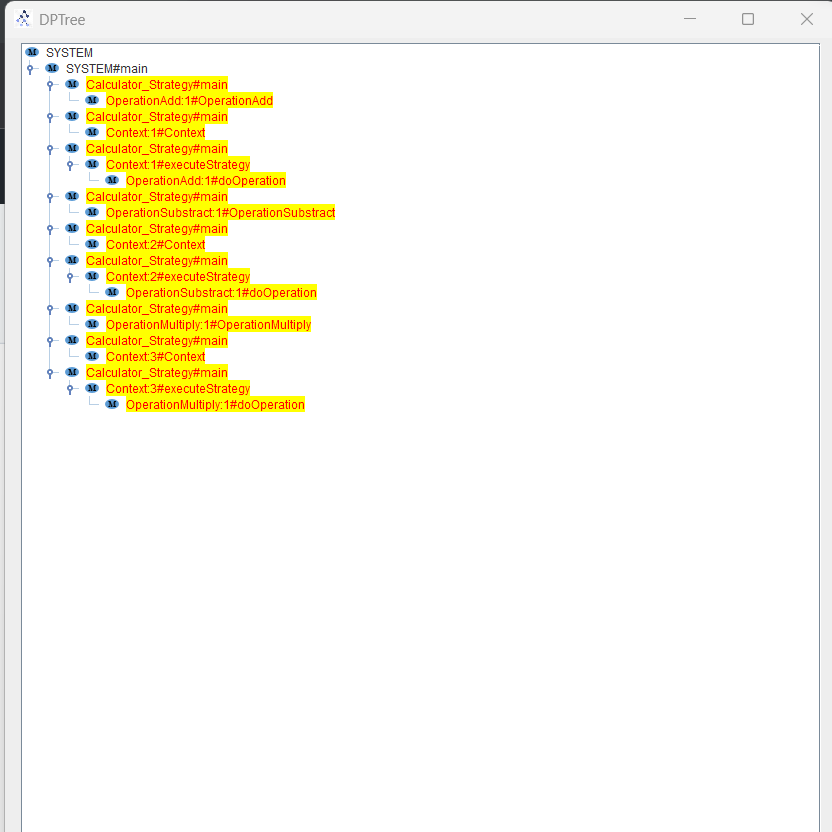 DPTree
SYSTEM
SYSTEM#main
Calculator_Strategy#main
OperationAdd:1#OperationAdd
Calculator_Strategy#main
Context:1#Context
Calculator_Strategy#main
Context:1#executeStrategy
OperationAdd:1#doOperation
Calculator_Strategy#main
OperationSubstract:1#OperationSubstract
Calculator_Strategy#main
Context:2#Context
Calculator_Strategy#main
Context:2#executeStrategy
OperationSubstract:1#doOperation
Calculator_Strategy#main
OperationMultiply:1#OperationMultiply
Calculator_Strategy#main
Context:3#Context
Calculator_Strategy#main
Context:3#executeStrategy
OperationMultiply:1#doOperation